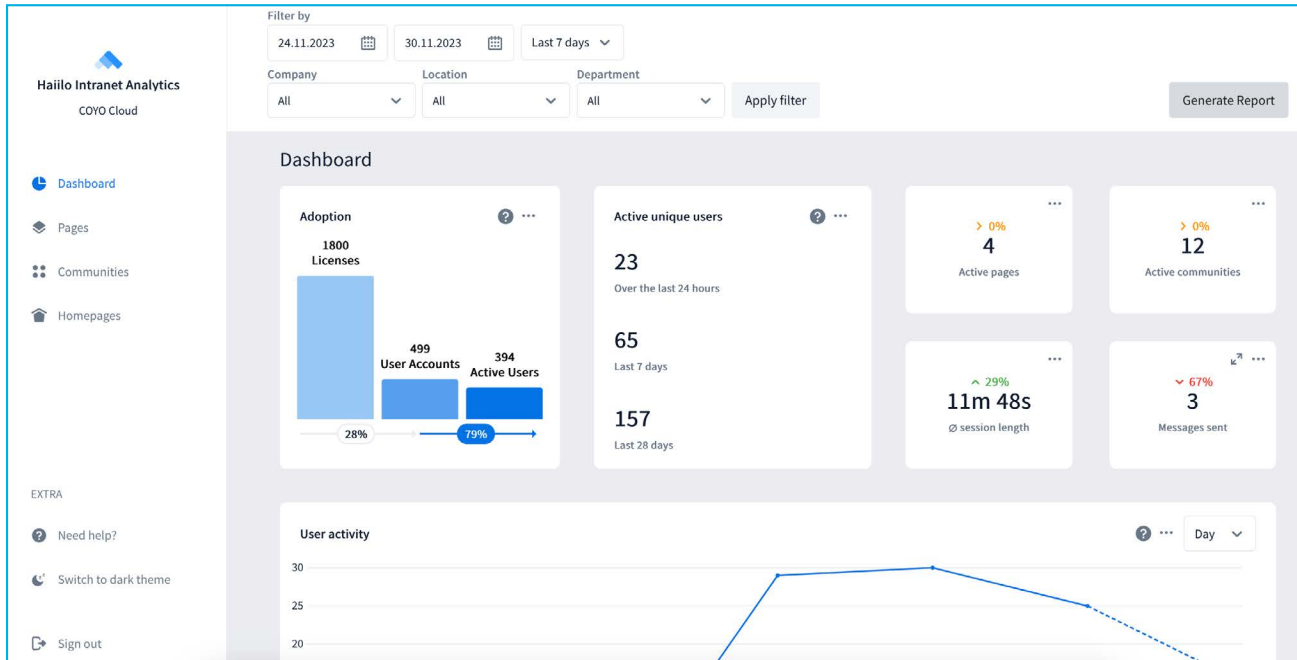 Haiilo Intranet Analytics
COYO Cloud
Dashboard
Pages
Communities
Homepages
EXTRA
Need help?
Switch to dark theme
Sign out
Filter by
24.11.2023
30.11.2023
Last 7 days
Company
Location
Department
All
All
All
Apply filter
Generate Report
Dashboard
Adoption
1800
Licenses
499
User Accounts
394
Active Users
28%
79%
Active unique users
23
Over the last 24 hours
65
Last 7 days
157
Last 28 days
0%
4
Active pages
0%
12
Active communities
29%
11m 48s
Ø session length
67%
3
Messages sent
User activity
Day
30
25
20